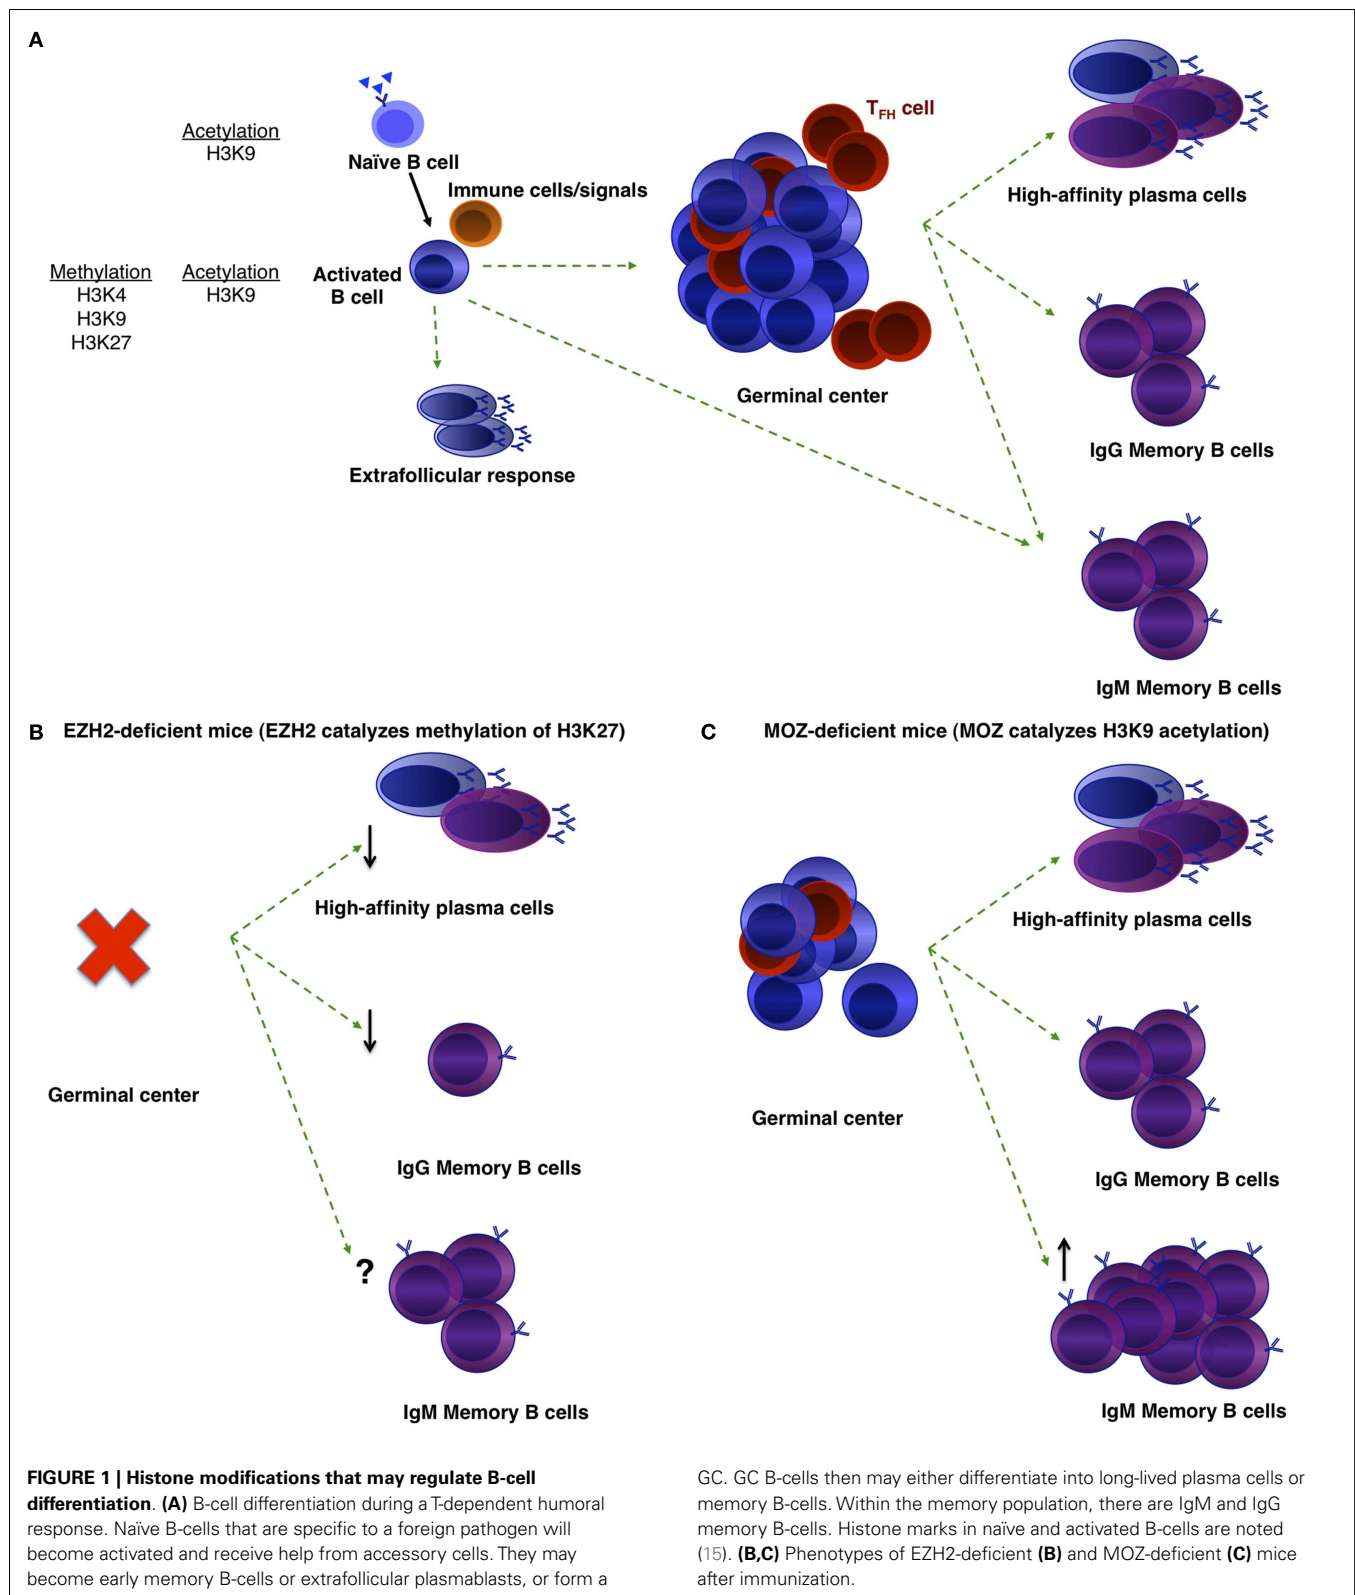 A
T_FH cell
Acetylation
H3K9
Naïve B cell
Immune cells/signals
High-affinity plasma cells
Methylation
H3K4
H3K9
H3K27
Acetylation
H3K9
Activated
B cell
Germinal center
IgG Memory B cells
Extrafollicular response
IgM Memory B cells
B EZH2-deficient mice (EZH2 catalyzes methylation of H3K27)
High-affinity plasma cells
Germinal center
IgG Memory B cells
?
IgM Memory B cells
C MOZ-deficient mice (MOZ catalyzes H3K9 acetylation)
High-affinity plasma cells
Germinal center
IgG Memory B cells
IgM Memory B cells
FIGURE 1 | Histone modifications that may regulate B-cell
differentiation. (A) B-cell differentiation during a T-dependent humoral
response. Naïve B-cells that are specific to a foreign pathogen will
become activated and receive help from accessory cells. They may
become early memory B-cells or extrafollicular plasmablasts, or form a
GC. GC B-cells then may either differentiate into long-lived plasma cells or
memory B-cells. Within the memory population, there are IgM and IgG
memory B-cells. Histone marks in naïve and activated B-cells are noted
(15). (B,C) Phenotypes of EZH2-deficient (B) and MOZ-deficient (C) mice
after immunization.